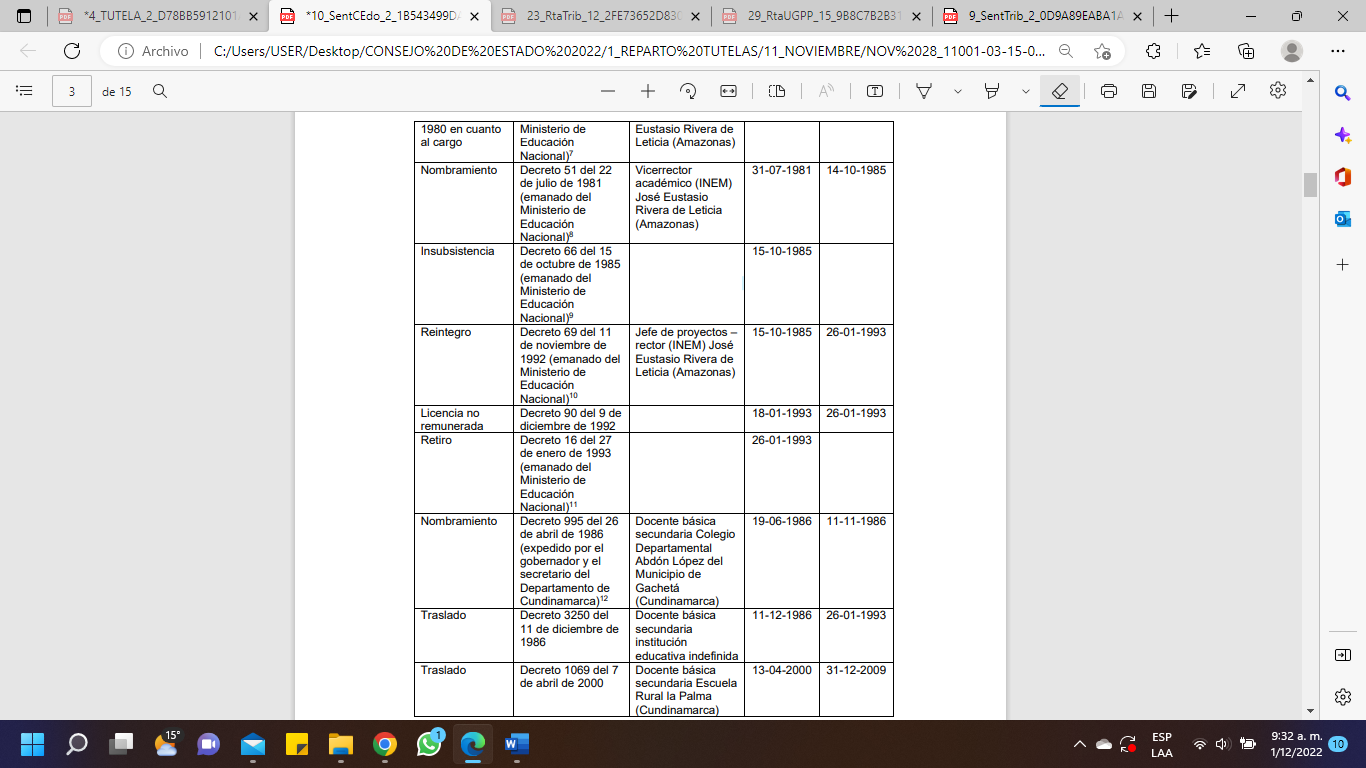 *4_TUTELA_2_D78BB5912101
*10_SentCEdo_2_1B543499D
23_RtaTrib_12_2FE73652D83C
29_RtaUGPP_15_9B8C7B2B31
9_SentTrib_2_0D9A89EABA1A
Archivo C:/Users/USER/Desktop/CONSEJO%20DE%20ESTADO%202022/1_REPARTO%20TUTELAS/11_NOVIEMBRE/NOV%2028_11001-03-15-0...
3 de 15
1980 en cuanto
al cargo
Ministerio de
Educación
Nacional)7
Eustasio Rivera de
Leticia (Amazonas)
Nombramiento
Decreto 51 del 22
de julio de 1981
(emanado del
Ministerio de
Educación
Nacional)8
Vicerrector
académico (INEM)
José Eustasio
Rivera de Leticia
(Amazonas)
31-07-1981
14-10-1985
Insubsistencia
Decreto 66 del 15
de octubre de 1985
(emanado del
Ministerio de
Educación
Nacional)9
15-10-1985
Reintegro
Decreto 69 del 11
de noviembre de
1992 (emanado del
Ministerio de
Educación
Nacional)10
Jefe de proyectos –
rector (INEM) José
Eustasio Rivera de
Leticia (Amazonas)
15-10-1985
26-01-1993
Licencia no
remunerada
Decreto 90 del 9 de
diciembre de 1992
18-01-1993
26-01-1993
Retiro
Decreto 16 del 27
de enero de 1993
(emanado del
Ministerio de
Educación
Nacional)11
26-01-1993
Nombramiento
Decreto 995 del 26
de abril de 1986
(expedido por el
gobernador y el
secretario del
Departamento de
Cundinamarca)12
Docente básica
secundaria Colegio
Departamental
Abdón López del
Municipio de
Gachetá
(Cundinamarca)
19-06-1986
11-11-1986
Traslado
Decreto 3250 del
11 de diciembre de
1986
Docente básica
secundaria
institución
educativa indefinida
11-12-1986
26-01-1993
Traslado
Decreto 1069 del 7
de abril de 2000
Docente básica
secundaria Escuela
Rural la Palma
(Cundinamarca)
13-04-2000
31-12-2009
15°
1
ESP
LAA
9:32 a. m.
1/12/2022
10